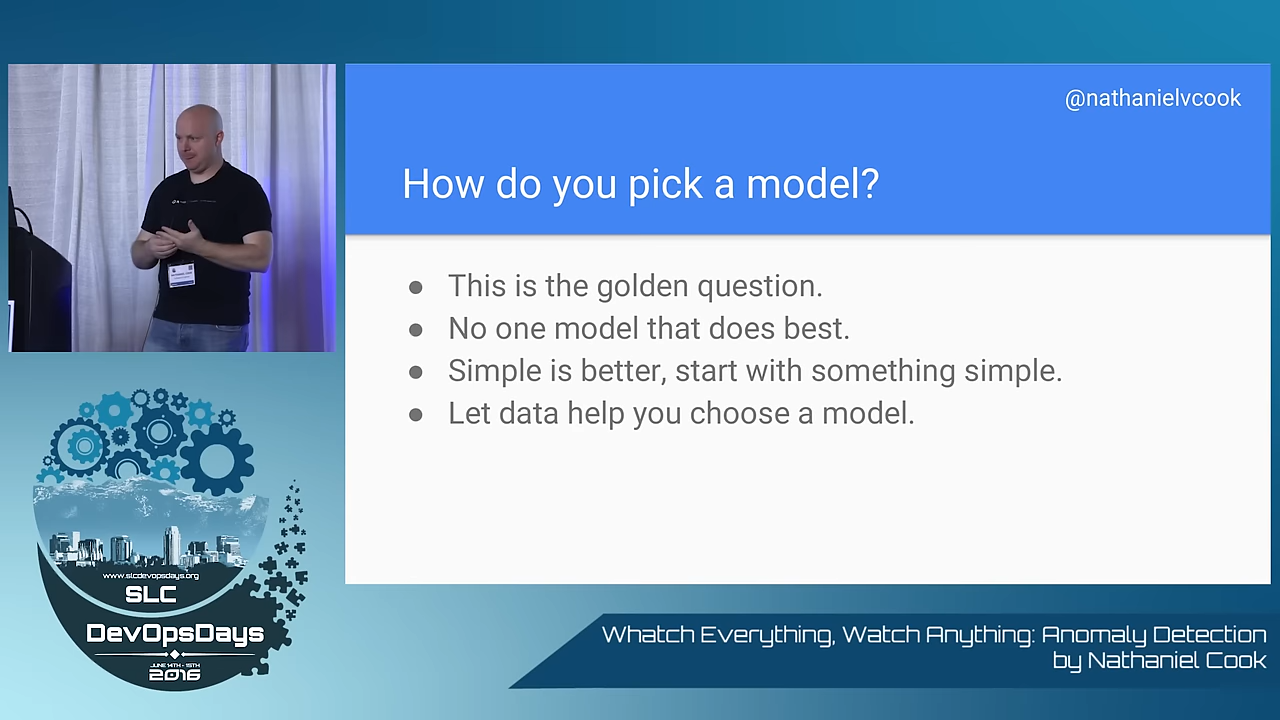 @nathanielvcook
How do you pick a model?
● This is the golden question.
● No one model that does best.
● Simple is better, start with something simple.
● Let data help you choose a model.
www.slcdevopsdays.org
SLC
DevOpsDays
JUNE 14TH - 15TH
2016
Whatch Everything, Watch Anything: Anomaly Detection
by Nathaniel Cook